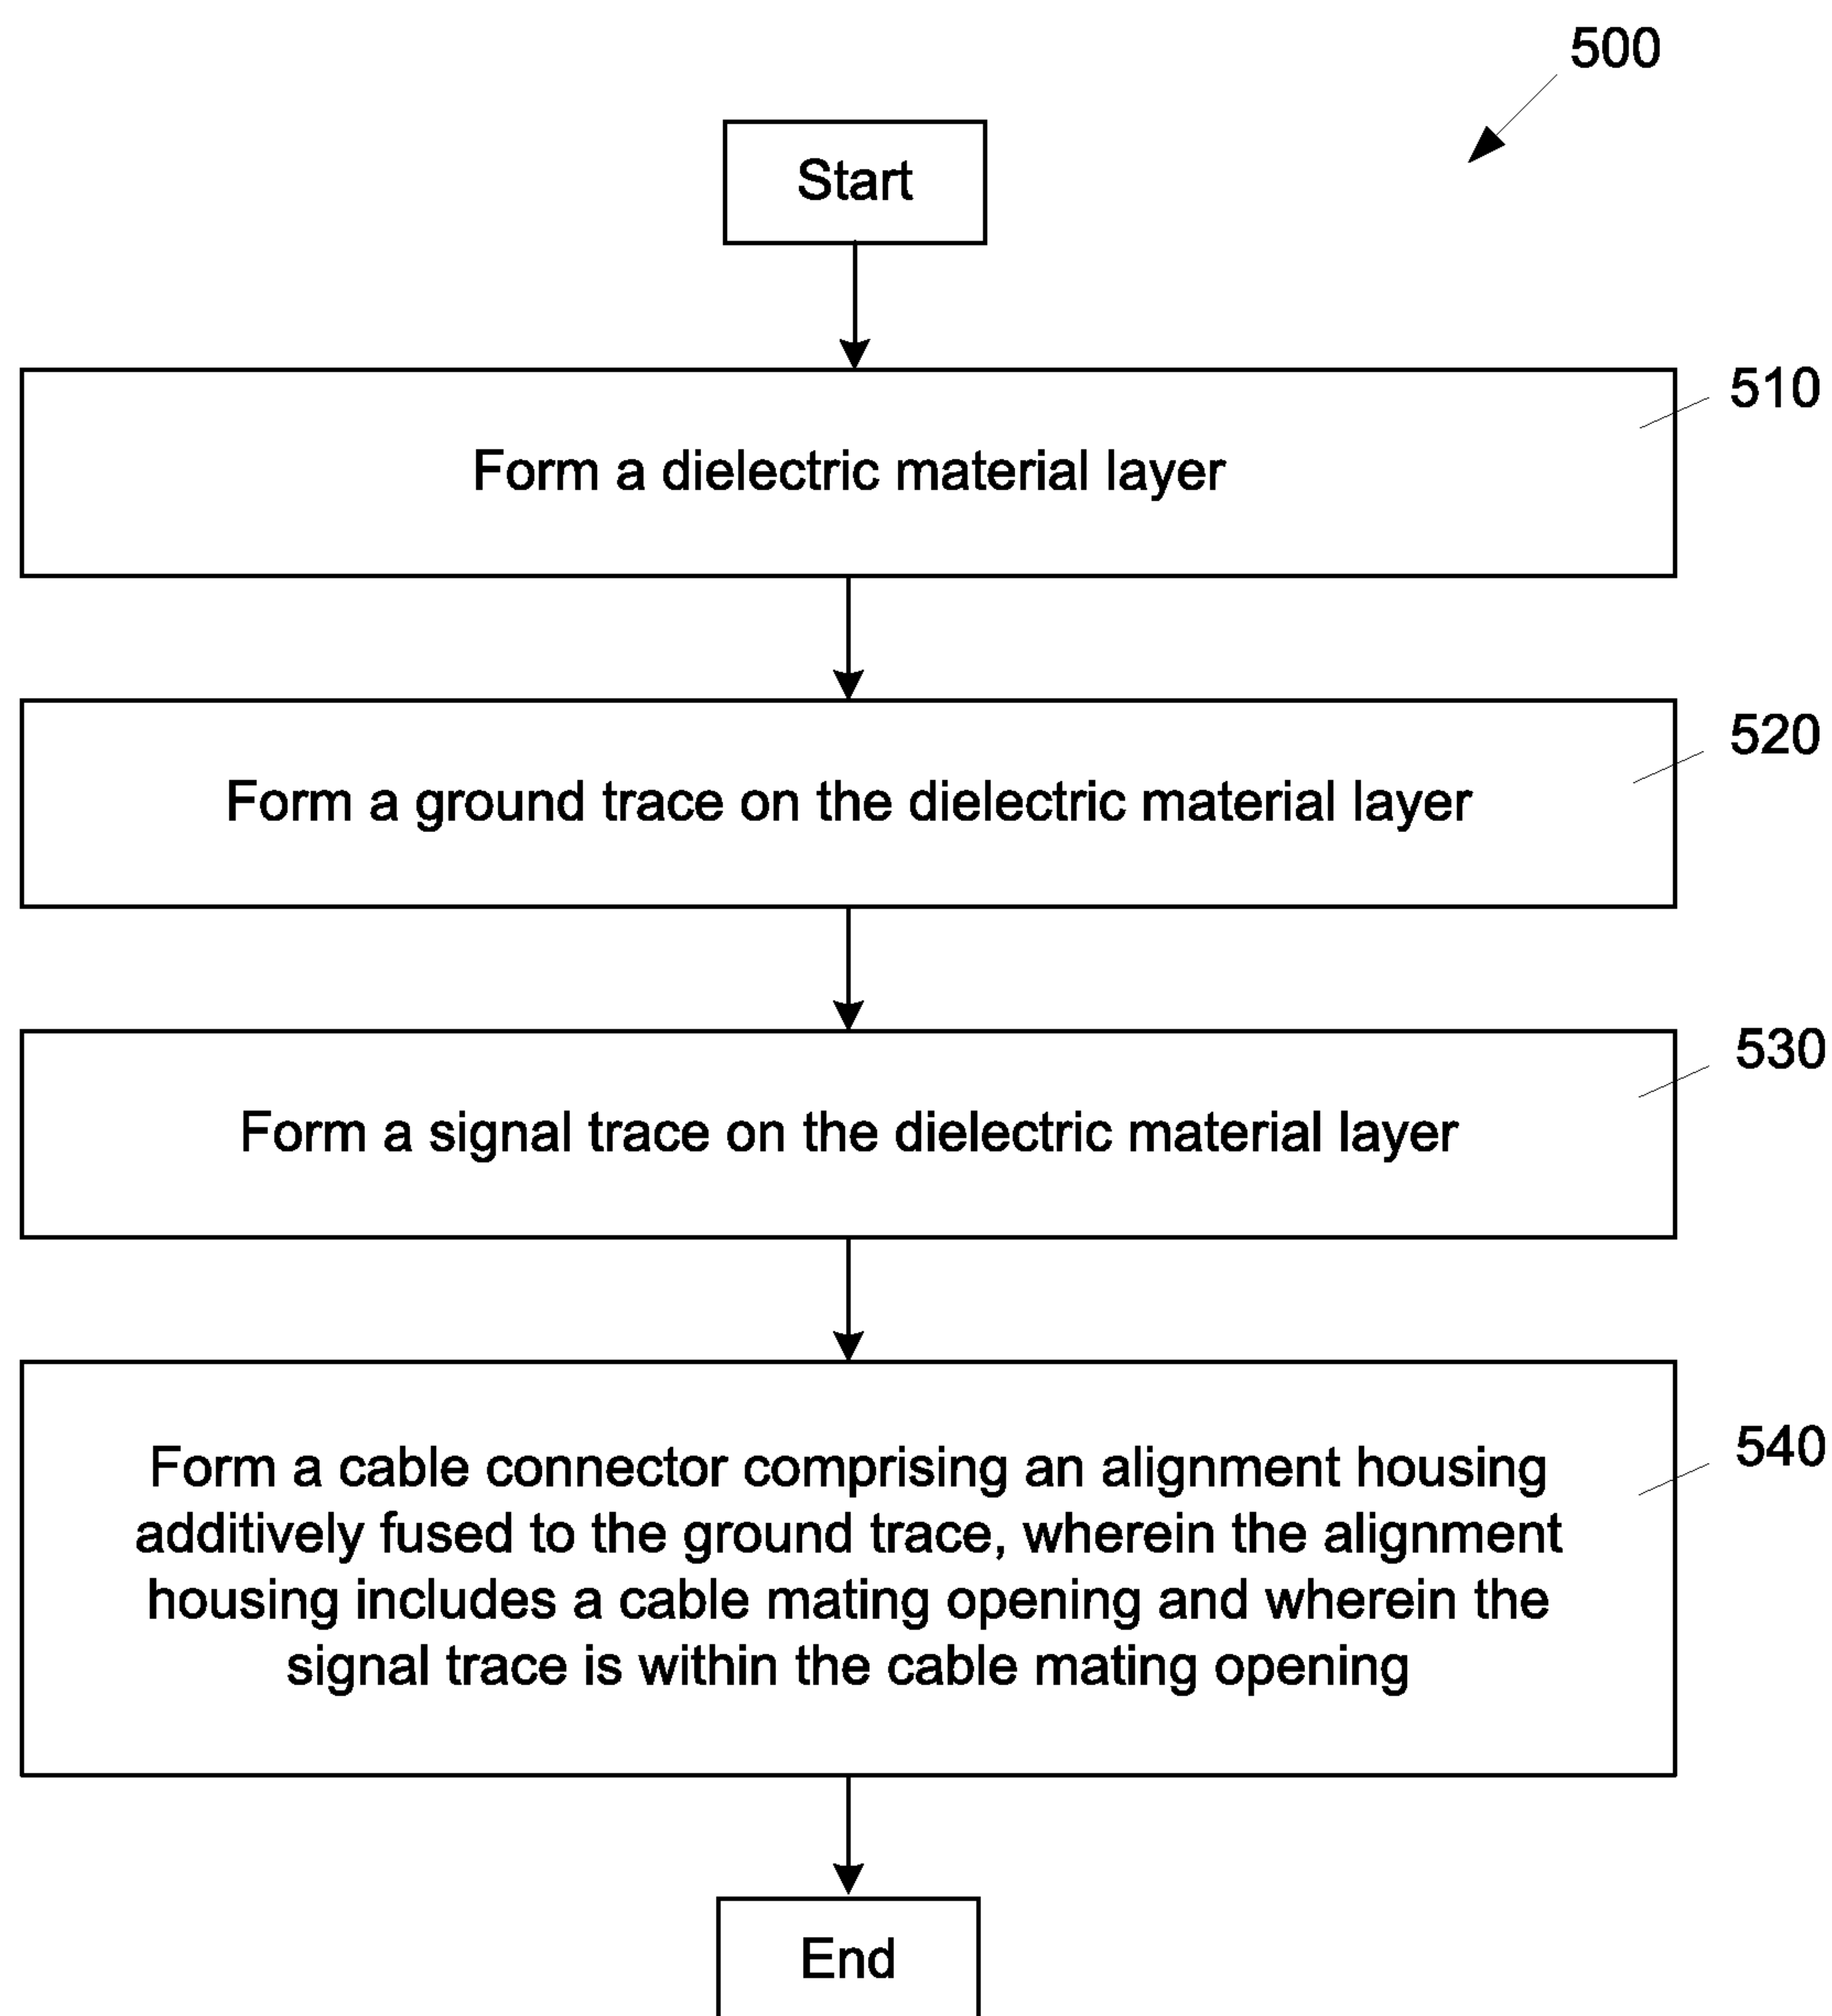 500
Start
510
Form a dielectric material layer
520
Form a ground trace on the dielectric material layer
530
Form a signal trace on the dielectric material layer
540
Form a cable connector comprising an alignment housing
additively fused to the ground trace, wherein the alignment
housing includes a cable mating opening and wherein the
signal trace is within the cable mating opening
End